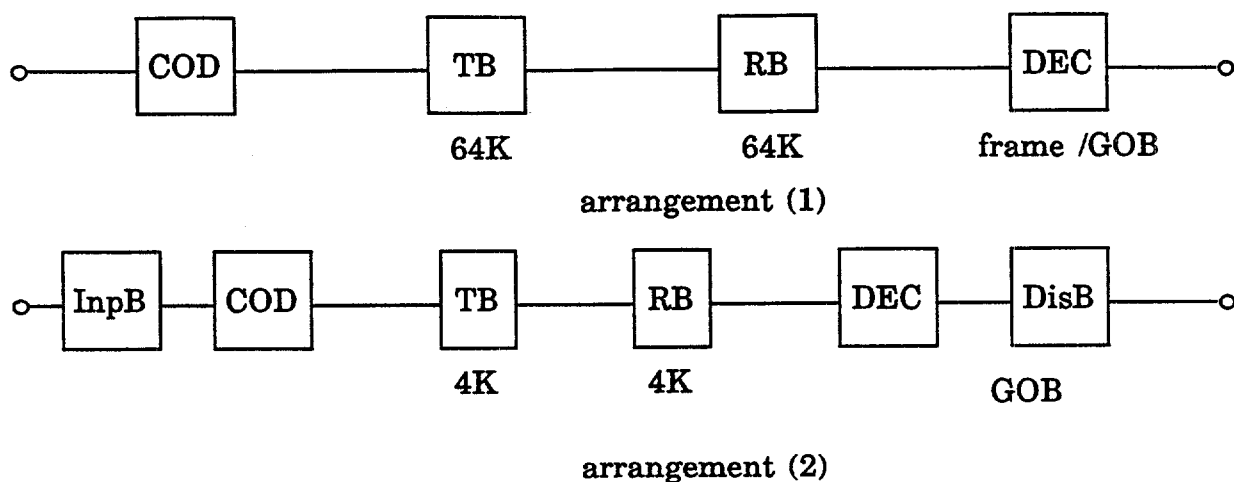 COD TB RB DEC
64K 64K frame /GOB
arrangement (1)
InpB COD TB RB DEC DisB
4K 4K GOB
arrangement (2)